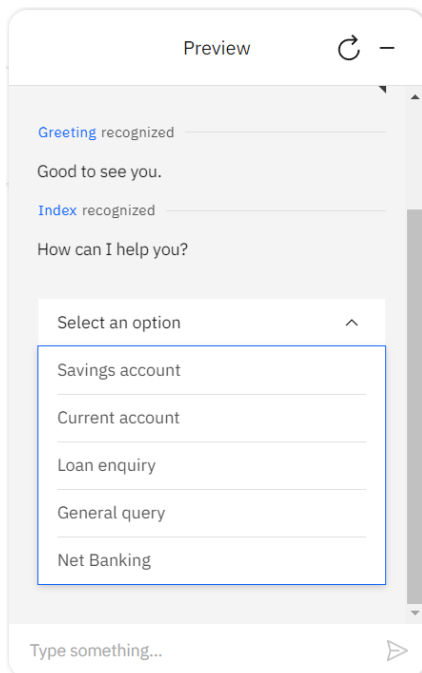 Preview
Greeting recognized
Good to see you.
Index recognized
How can I help you?
Select an option
Savings account
Current account
Loan enquiry
General query
Net Banking
Type something...